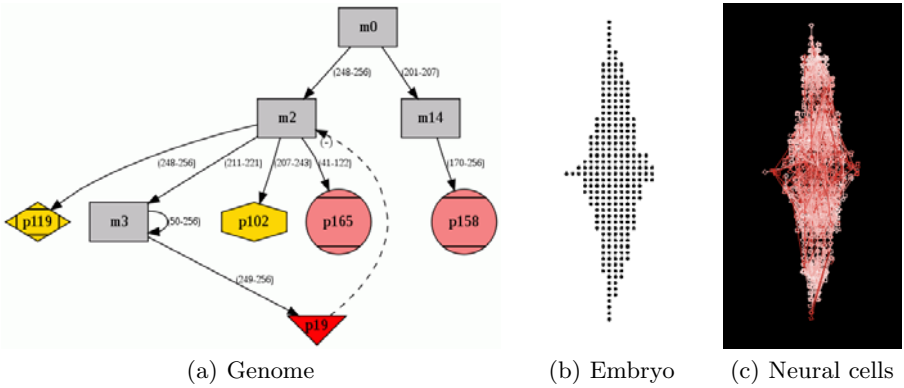 m0
(248-256)
(201-207)
m2
m14
(-)
(248-256)
(211-221)
(207-243)
(41-122)
(170-256)
p119
m3
(50-256)
p102
p165
p158
(249-256)
p19
(a) Genome
(b) Embryo
(c) Neural cells